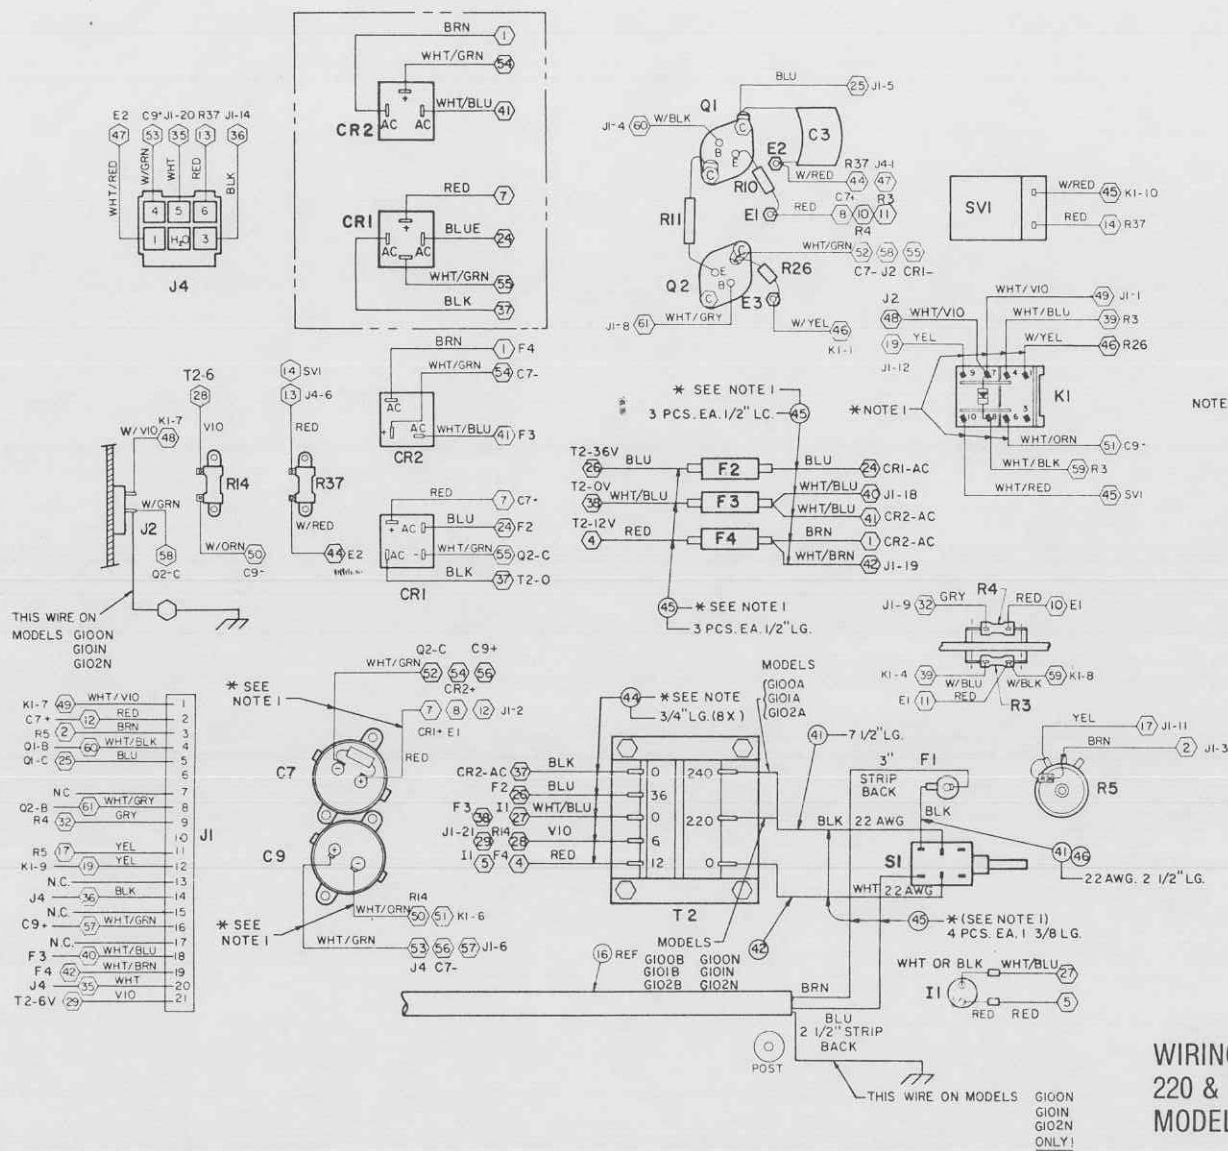 E2 C9+ J1-20 R37 J1-14
47 53 35 13 36
WHT/RED W/GRN WHT RED BLK
4 5 6
1 H2O 3
J4
BRN 1
WHT/GRN 54
WHT/BLU 41
+ AC AC
CR2
RED 7
BLUE 24
WHT/GRN 55
BLK 37
+ AC AC
CR1
BLU 25 J1-5
Q1
J1-4 60 W/BLK
C3
C B E C
E2
W/RED
R37 J4-1
44 47
C7+ R3
R10
R11
E1 RED 8 10 11
R4
WHT/GRN 52 58 55
C7- J2 CR1-
R26
C E B C
Q2
E3
J1-8 61 WHT/GRY
W/YEL 46
K1-1
SV1
W/RED 45 K1-10
RED 14 R37
J2
48 WHT/VIO
19 YEL
J1-12
WHT/VIO 49 J1-1
WHT/BLU 39 R3
W/YEL 46 R26
9 7 4 1
10 8 6 3
K1
* NOTE 1
WHT/ORN 51 C9-
WHT/BLK 59 R3
WHT/RED 45 SV1
NOTE
T2-6
28
VIO
R14
W/ORN 50
C9-
14 SV1
13 J4-6
RED
R37
W/RED
44 E2
K1-7
W/VIO 48
W/GRN
J2
58
Q2-C
THIS WIRE ON
MODELS G100N
G101N
G102N
BRN 1 F4
WHT/GRN 54 C7-
WHT/BLU 41 F3
AC + AC
CR2
RED 7 C7+
BLU 24 F2
WHT/GRN 55 Q2-C
BLK 37 T2-0
+ AC AC -
CR1
* SEE NOTE 1
3 PCS. EA. 1/2" LC. 45
T2-36V
26 BLU F2 BLU 24 CR1-AC
T2-0V
38 WHT/BLU F3 WHT/BLU 40 J1-18
WHT/BLU 41 CR2-AC
T2-12V
4 RED F4 BRN 1 CR2-AC
WHT/BRN 42 J1-19
45 * SEE NOTE 1
3 PCS. EA. 1/2" LG.
J1-9 32 GRY R4 RED 10 E1
K1-4 39 W/BLU W/BLK 59 K1-8
E1 11 RED R3
YEL 17 J1-11
BRN 2 J1-3
R5
K1-7 49 WHT/VIO 1
C7+ 12 RED 2
R5 2 BRN 3
Q1-B 60 WHT/BLK 4
Q1-C 25 BLU 5
6
NC 7
Q2-B 61 WHT/GRY 8
R4 32 GRY 9
10
R5 17 YEL 11
K1-9 19 YEL 12
N.C. 13
J4 36 BLK 14
N.C. 15
C9+ 57 WHT/GRN 16
N.C. 17
F3 40 WHT/BLU 18
F4 42 WHT/BRN 19
J4 35 WHT 20
T2-6V 29 VIO 21
J1
Q2-C C9+
WHT/GRN 52 54 56
CR2+
7 8 12 J1-2
CR1+ E1
RED
* SEE
NOTE 1
C7
C9
* SEE
NOTE 1
R14
WHT/ORN 50 51 K1-6
WHT/GRN 53 56 57 J1-6
J4 C7-
44 * SEE NOTE
3/4" LG. (8X)
MODELS
G100A
G101A
G102A
CR2-AC 37 BLK 0
F2 26 BLU 36
F3 38 I1 27 WHT/BLU 0
J1-21 29 R14 28 VIO 6
I1 5 F4 4 RED 12
240
220
0
T2
41 7 1/2" LG.
3" STRIP
BACK
F1
BLK
BLK 22 AWG
S1
WHT 22 AWG
41 46
22 AWG. 2 1/2" LG.
45 * (SEE NOTE 1)
4 PCS. EA. 1 3/8 LG.
42
MODELS
G100B G100N
G101B G101N
G102B G102N
16 REF
WHT OR BLK WHT/BLU 27
I1
RED RED 5
BRN
BLU
2 1/2" STRIP
BACK
POST
THIS WIRE ON MODELS G100N
G101N
G102N
ONLY!
WIRING
220 &
MODEL